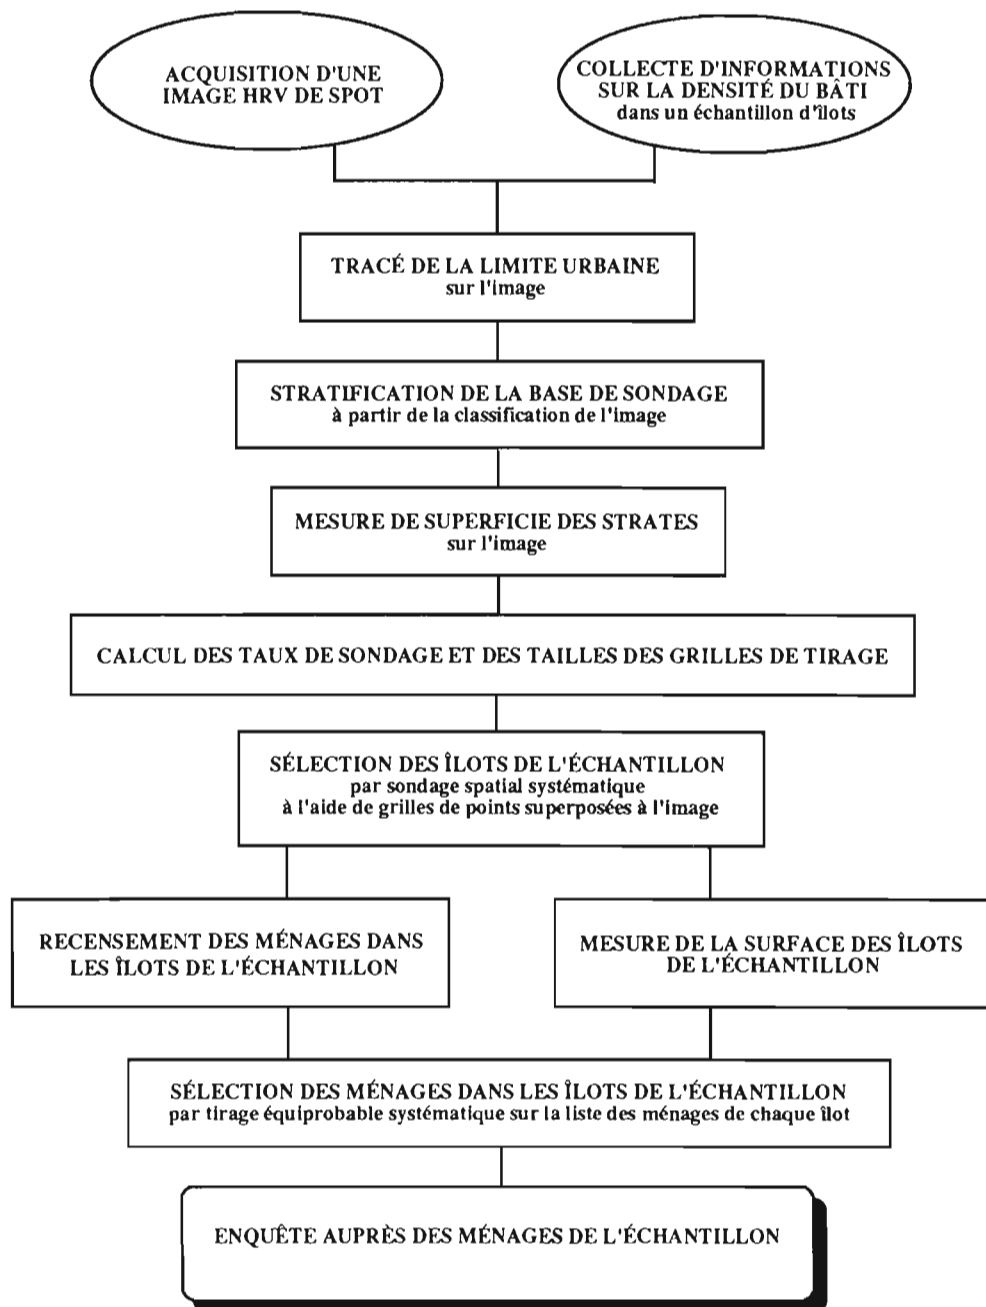 ACQUISITION D'UNE
IMAGE HRV DE SPOT
COLLECTE D'INFORMATIONS
SUR LA DENSITÉ DU BÂTI
dans un échantillon d'îlots
TRACÉ DE LA LIMITE URBAINE
sur l'image
STRATIFICATION DE LA BASE DE SONDAGE
à partir de la classification de l'image
MESURE DE SUPERFICIE DES STRATES
sur l'image
CALCUL DES TAUX DE SONDAGE ET DES TAILLES DES GRILLES DE TIRAGE
SÉLECTION DES ÎLOTS DE L'ÉCHANTILLON
par sondage spatial systématique
à l'aide de grilles de points superposées à l'image
RECENSEMENT DES MÉNAGES DANS
LES ÎLOTS DE L'ÉCHANTILLON
MESURE DE LA SURFACE DES ÎLOTS
DE L'ÉCHANTILLON
SÉLECTION DES MÉNAGES DANS LES ÎLOTS DE L'ÉCHANTILLON
par tirage équiprobable systématique sur la liste des ménages de chaque îlot
ENQUÊTE AUPRÈS DES MÉNAGES DE L'ÉCHANTILLON